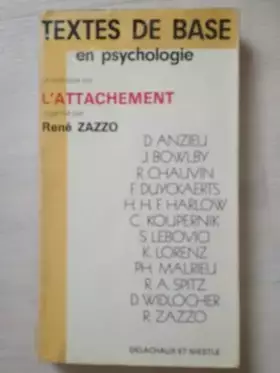 TEXTES DE BASE
en psychologie
L'ATTACHEMENT
René ZAZZO
D. ANZIEU
J. BOWLBY
R. CHAUVIN
F. DUYCKAERTS
H. H. F. HARLOW
C. KOUPERNIK
S. LEBOVICI
K. LORENZ
PH. MALRIEU
R. A. SPITZ
D. WIDLOCHER
R. ZAZZO
DELACHAUX ET NIESTLÉ